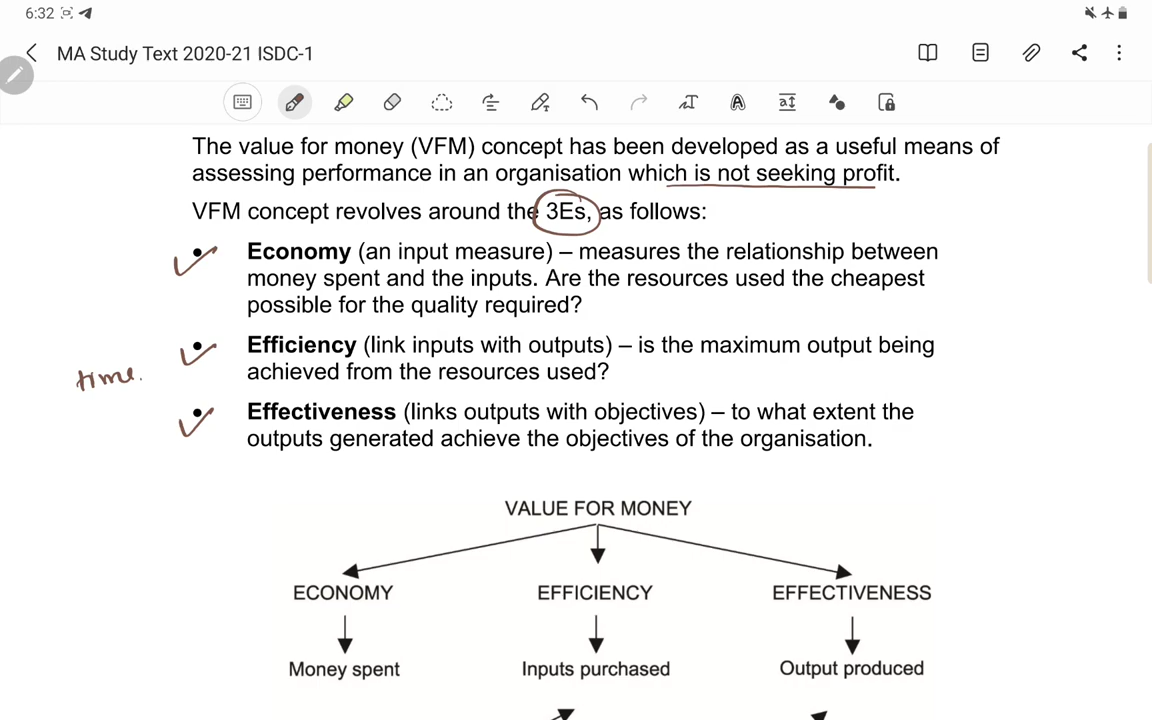 6:32
MA Study Text 2020-21 ISDC-1
The value for money (VFM) concept has been developed as a useful means of
assessing performance in an organisation which is not seeking profit.
VFM concept revolves around the 3Es, as follows:
• Economy (an input measure) – measures the relationship between
money spent and the inputs. Are the resources used the cheapest
possible for the quality required?
• Efficiency (link inputs with outputs) – is the maximum output being
achieved from the resources used?
time.
• Effectiveness (links outputs with objectives) – to what extent the
outputs generated achieve the objectives of the organisation.
VALUE FOR MONEY
ECONOMY EFFICIENCY EFFECTIVENESS
Money spent Inputs purchased Output produced